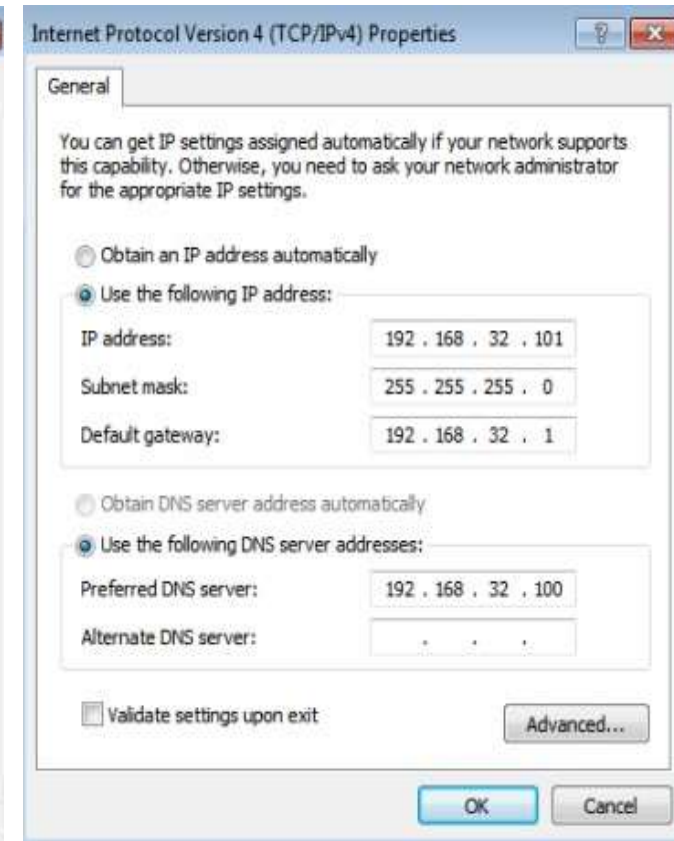 Internet Protocol Version 4 (TCP/IPv4) Properties
General
You can get IP settings assigned automatically if your network supports
this capability. Otherwise, you need to ask your network administrator
for the appropriate IP settings.
Obtain an IP address automatically
Use the following IP address:
IP address: 192 . 168 . 32 . 101
Subnet mask: 255 . 255 . 255 . 0
Default gateway: 192 . 168 . 32 . 1
Obtain DNS server address automatically
Use the following DNS server addresses:
Preferred DNS server: 192 . 168 . 32 . 100
Alternate DNS server: . . .
Validate settings upon exit
Advanced...
OK Cancel